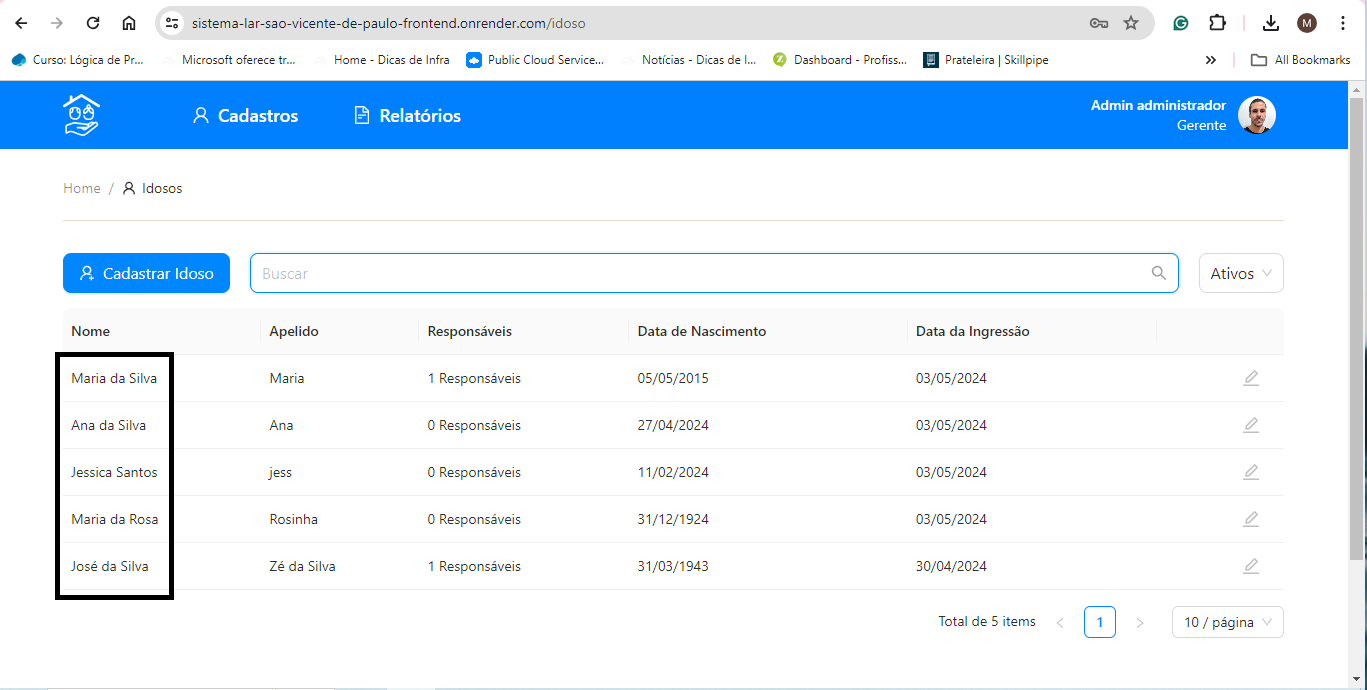 sistema-lar-sao-vicente-de-paulo-frontend.onrender.com/idoso
M
Curso: Lógica de Pr... Microsoft oferece tr... Home - Dicas de Infra Public Cloud Service... Notícias - Dicas de I... Dashboard - Profiss... Prateleira | Skillpipe » All Bookmarks
Cadastros Relatórios
Admin administrador
Gerente
Home / Idosos
Cadastrar Idoso Buscar Ativos
Nome Apelido Responsáveis Data de Nascimento Data da Ingressão
Maria da Silva Maria 1 Responsáveis 05/05/2015 03/05/2024
Ana da Silva Ana 0 Responsáveis 27/04/2024 03/05/2024
Jessica Santos jess 0 Responsáveis 11/02/2024 03/05/2024
Maria da Rosa Rosinha 0 Responsáveis 31/12/1924 03/05/2024
José da Silva Zé da Silva 1 Responsáveis 31/03/1943 30/04/2024
Total de 5 items < 1 > 10 / página